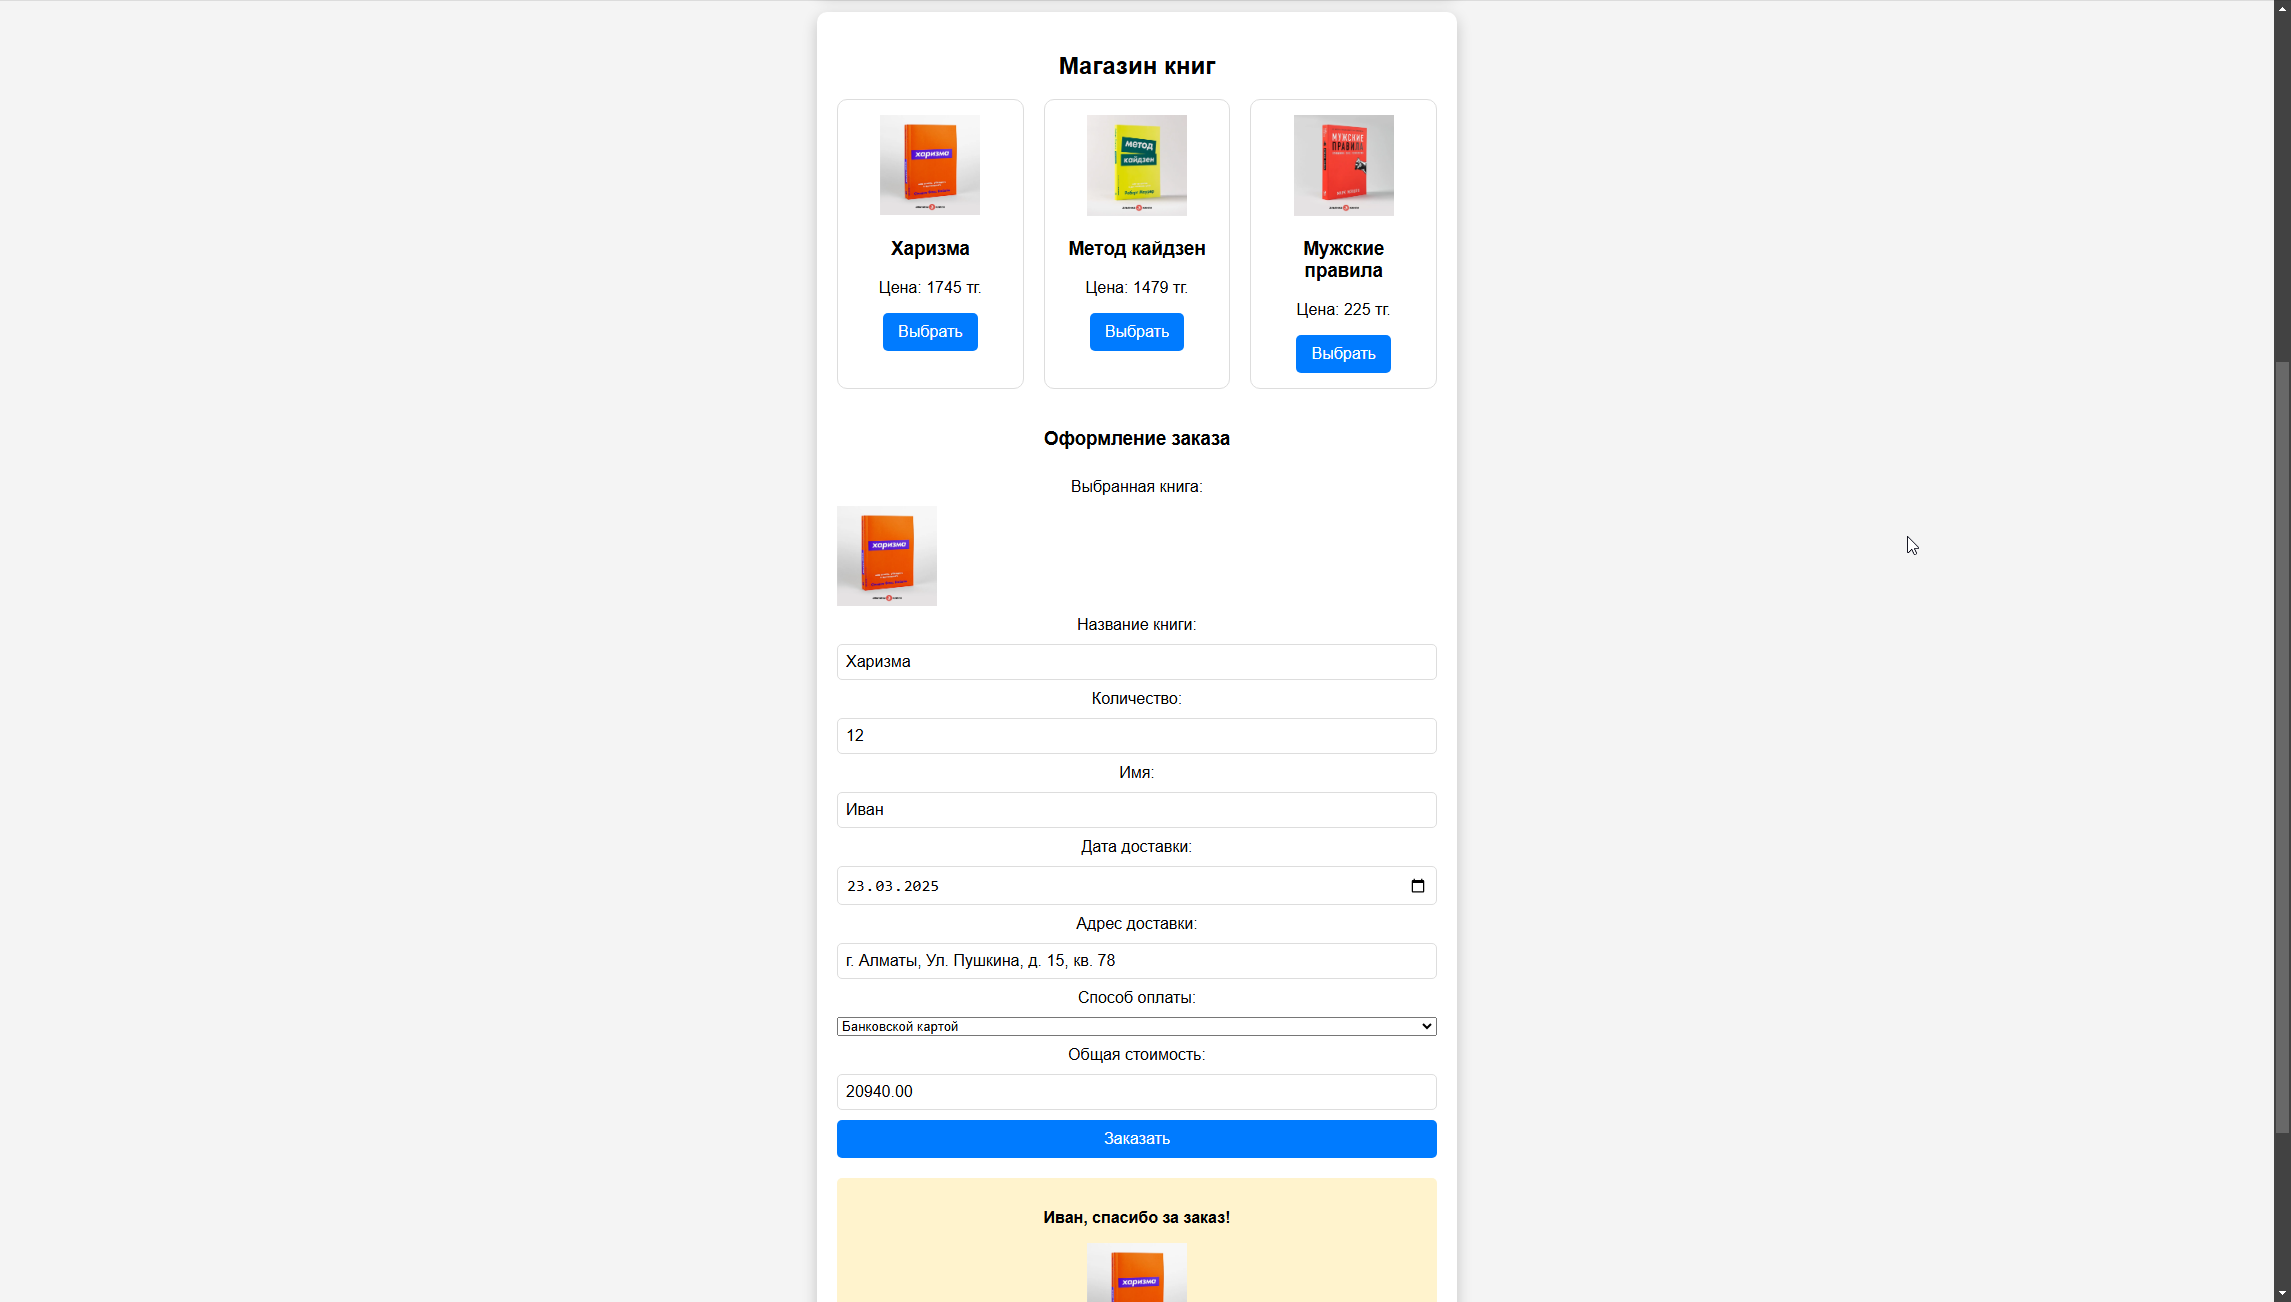 Магазин книг
харизма
Харизма
Цена: 1745 тг.
Выбрать
метод
кайдзен
Роберт Маурер
Метод кайдзен
Цена: 1479 тг.
Выбрать
МУЖСКИЕ
ПРАВИЛА
Мужские
правила
Цена: 225 тг.
Выбрать
Оформление заказа
Выбранная книга:
харизма
Название книги:
Харизма
Количество:
12
Имя:
Иван
Дата доставки:
23.03.2025
Адрес доставки:
г. Алматы, Ул. Пушкина, д. 15, кв. 78
Способ оплаты:
Банковской картой
Общая стоимость:
20940.00
Заказать
Иван, спасибо за заказ!
харизма